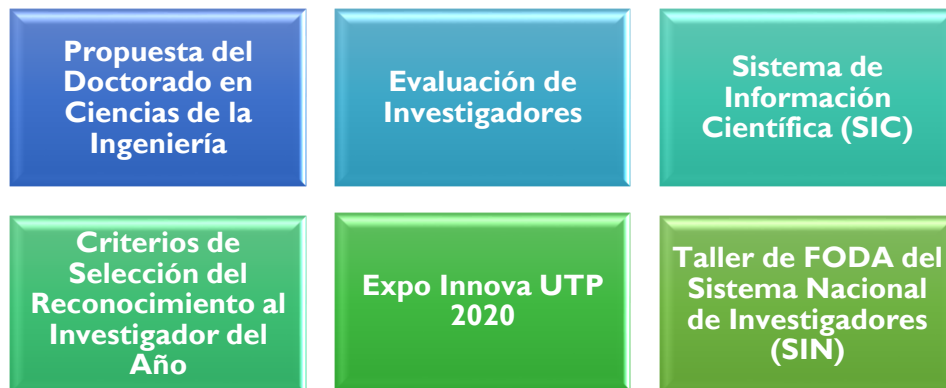 Propuesta del
Doctorado en
Ciencias de la
Ingeniería
Evaluación de
Investigadores
Sistema de
Información
Científica (SIC)
Criterios de
Selección del
Reconocimiento al
Investigador del
Año
Expo Innova UTP
2020
Taller de FODA del
Sistema Nacional
de Investigadores
(SIN)